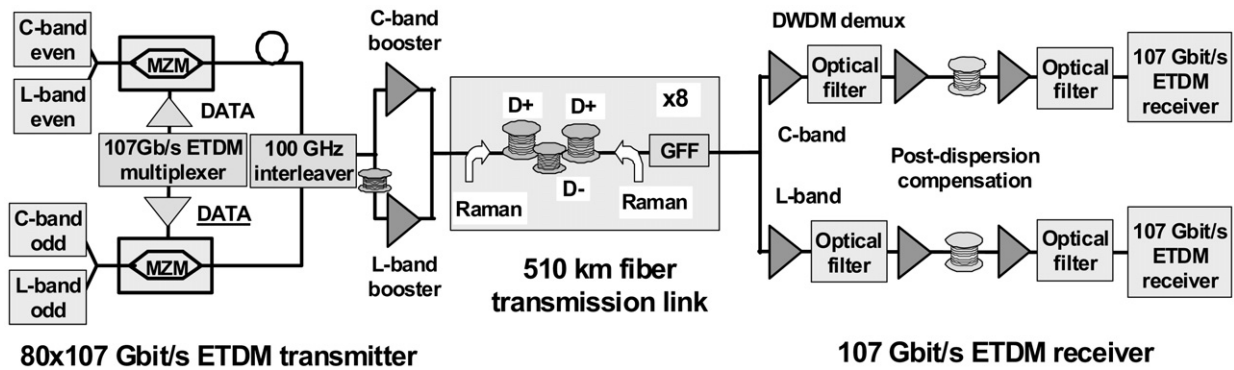 C-band
even
L-band
even
MZM
DATA
107Gb/s ETDM
multiplexer
DATA
C-band
odd
L-band
odd
MZM
100 GHz
interleaver
C-band
booster
L-band
booster
80x107 Gbit/s ETDM transmitter
D+
D+
x8
D-
GFF
Raman
Raman
510 km fiber
transmission link
DWDM demux
Optical
filter
Optical
filter
107 Gbit/s
ETDM
receiver
C-band
Post-dispersion
compensation
L-band
Optical
filter
Optical
filter
107 Gbit/s
ETDM
receiver
107 Gbit/s ETDM receiver